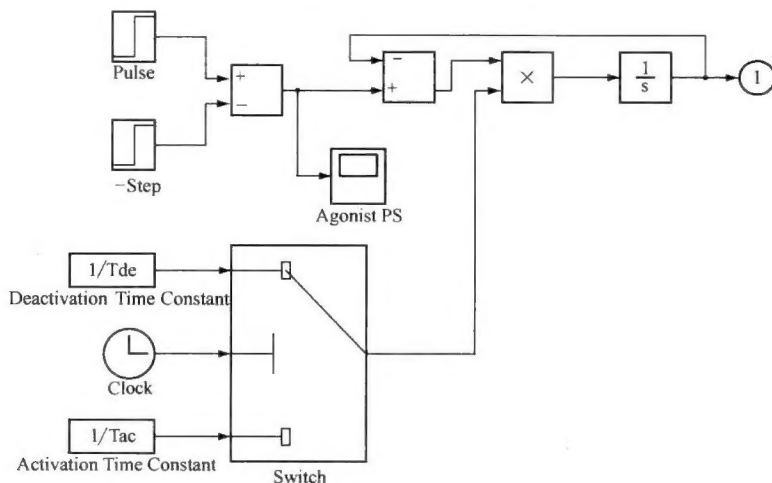 Pulse
+
−
−Step
−
+
×
1
s
1
Agonist PS
1/Tde
Deactivation Time Constant
Clock
1/Tac
Activation Time Constant
Switch